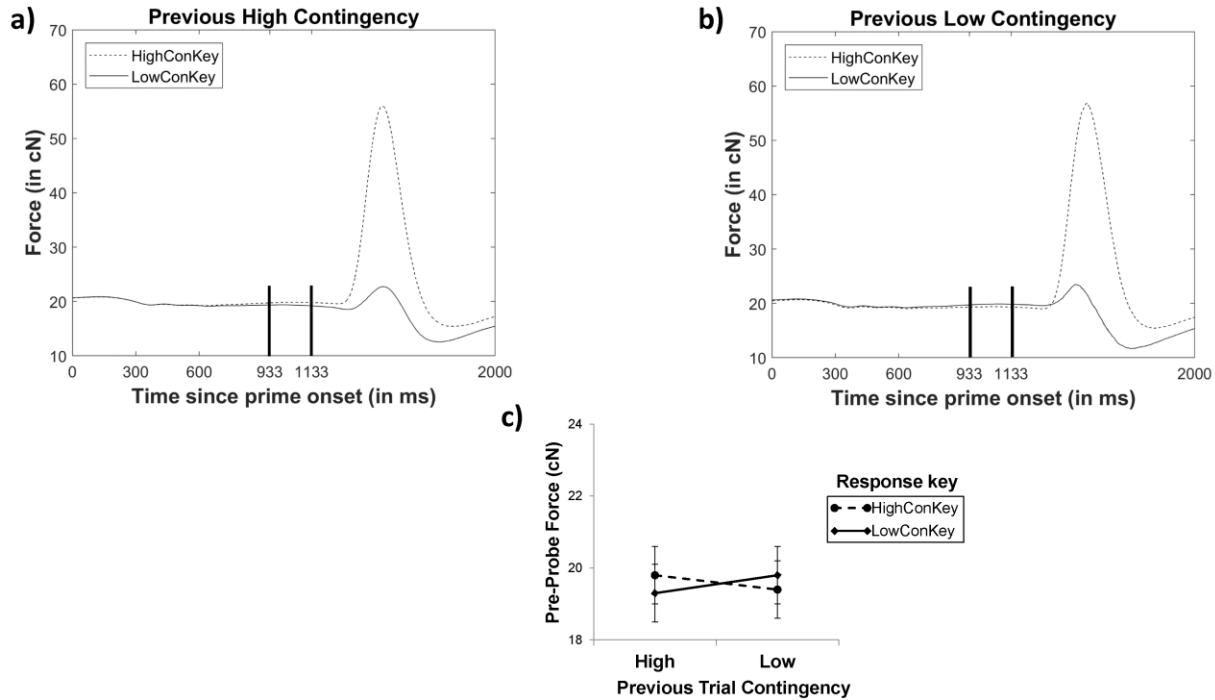 a)
Previous High Contingency
70
60
50
40
30
20
10
HighConKey
LowConKey
Force (in cN)
0 300 600 933 1133 2000
Time since prime onset (in ms)
b)
Previous Low Contingency
70
60
50
40
30
20
10
HighConKey
LowConKey
Force (in cN)
0 300 600 933 1133 2000
Time since prime onset (in ms)
c)
24
22
20
18
Pre-Probe Force (cN)
Response key
HighConKey
LowConKey
High Low
Previous Trial Contingency